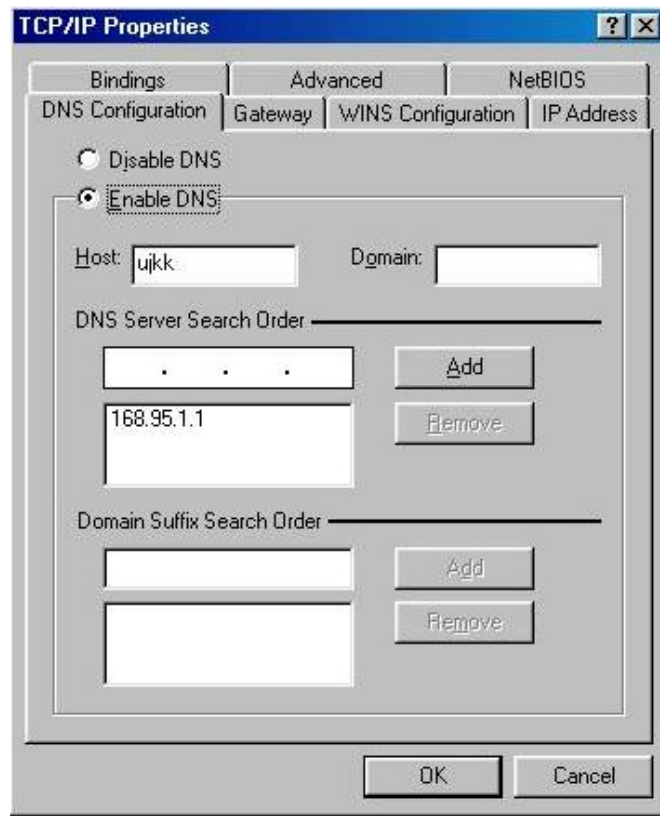 TCP/IP Properties
Bindings Advanced NetBIOS
DNS Configuration Gateway WINS Configuration IP Address
Disable DNS
Enable DNS
Host: ujkk Domain:
DNS Server Search Order
. . . Add
168.95.1.1 Remove
Domain Suffix Search Order
Add
Remove
OK Cancel